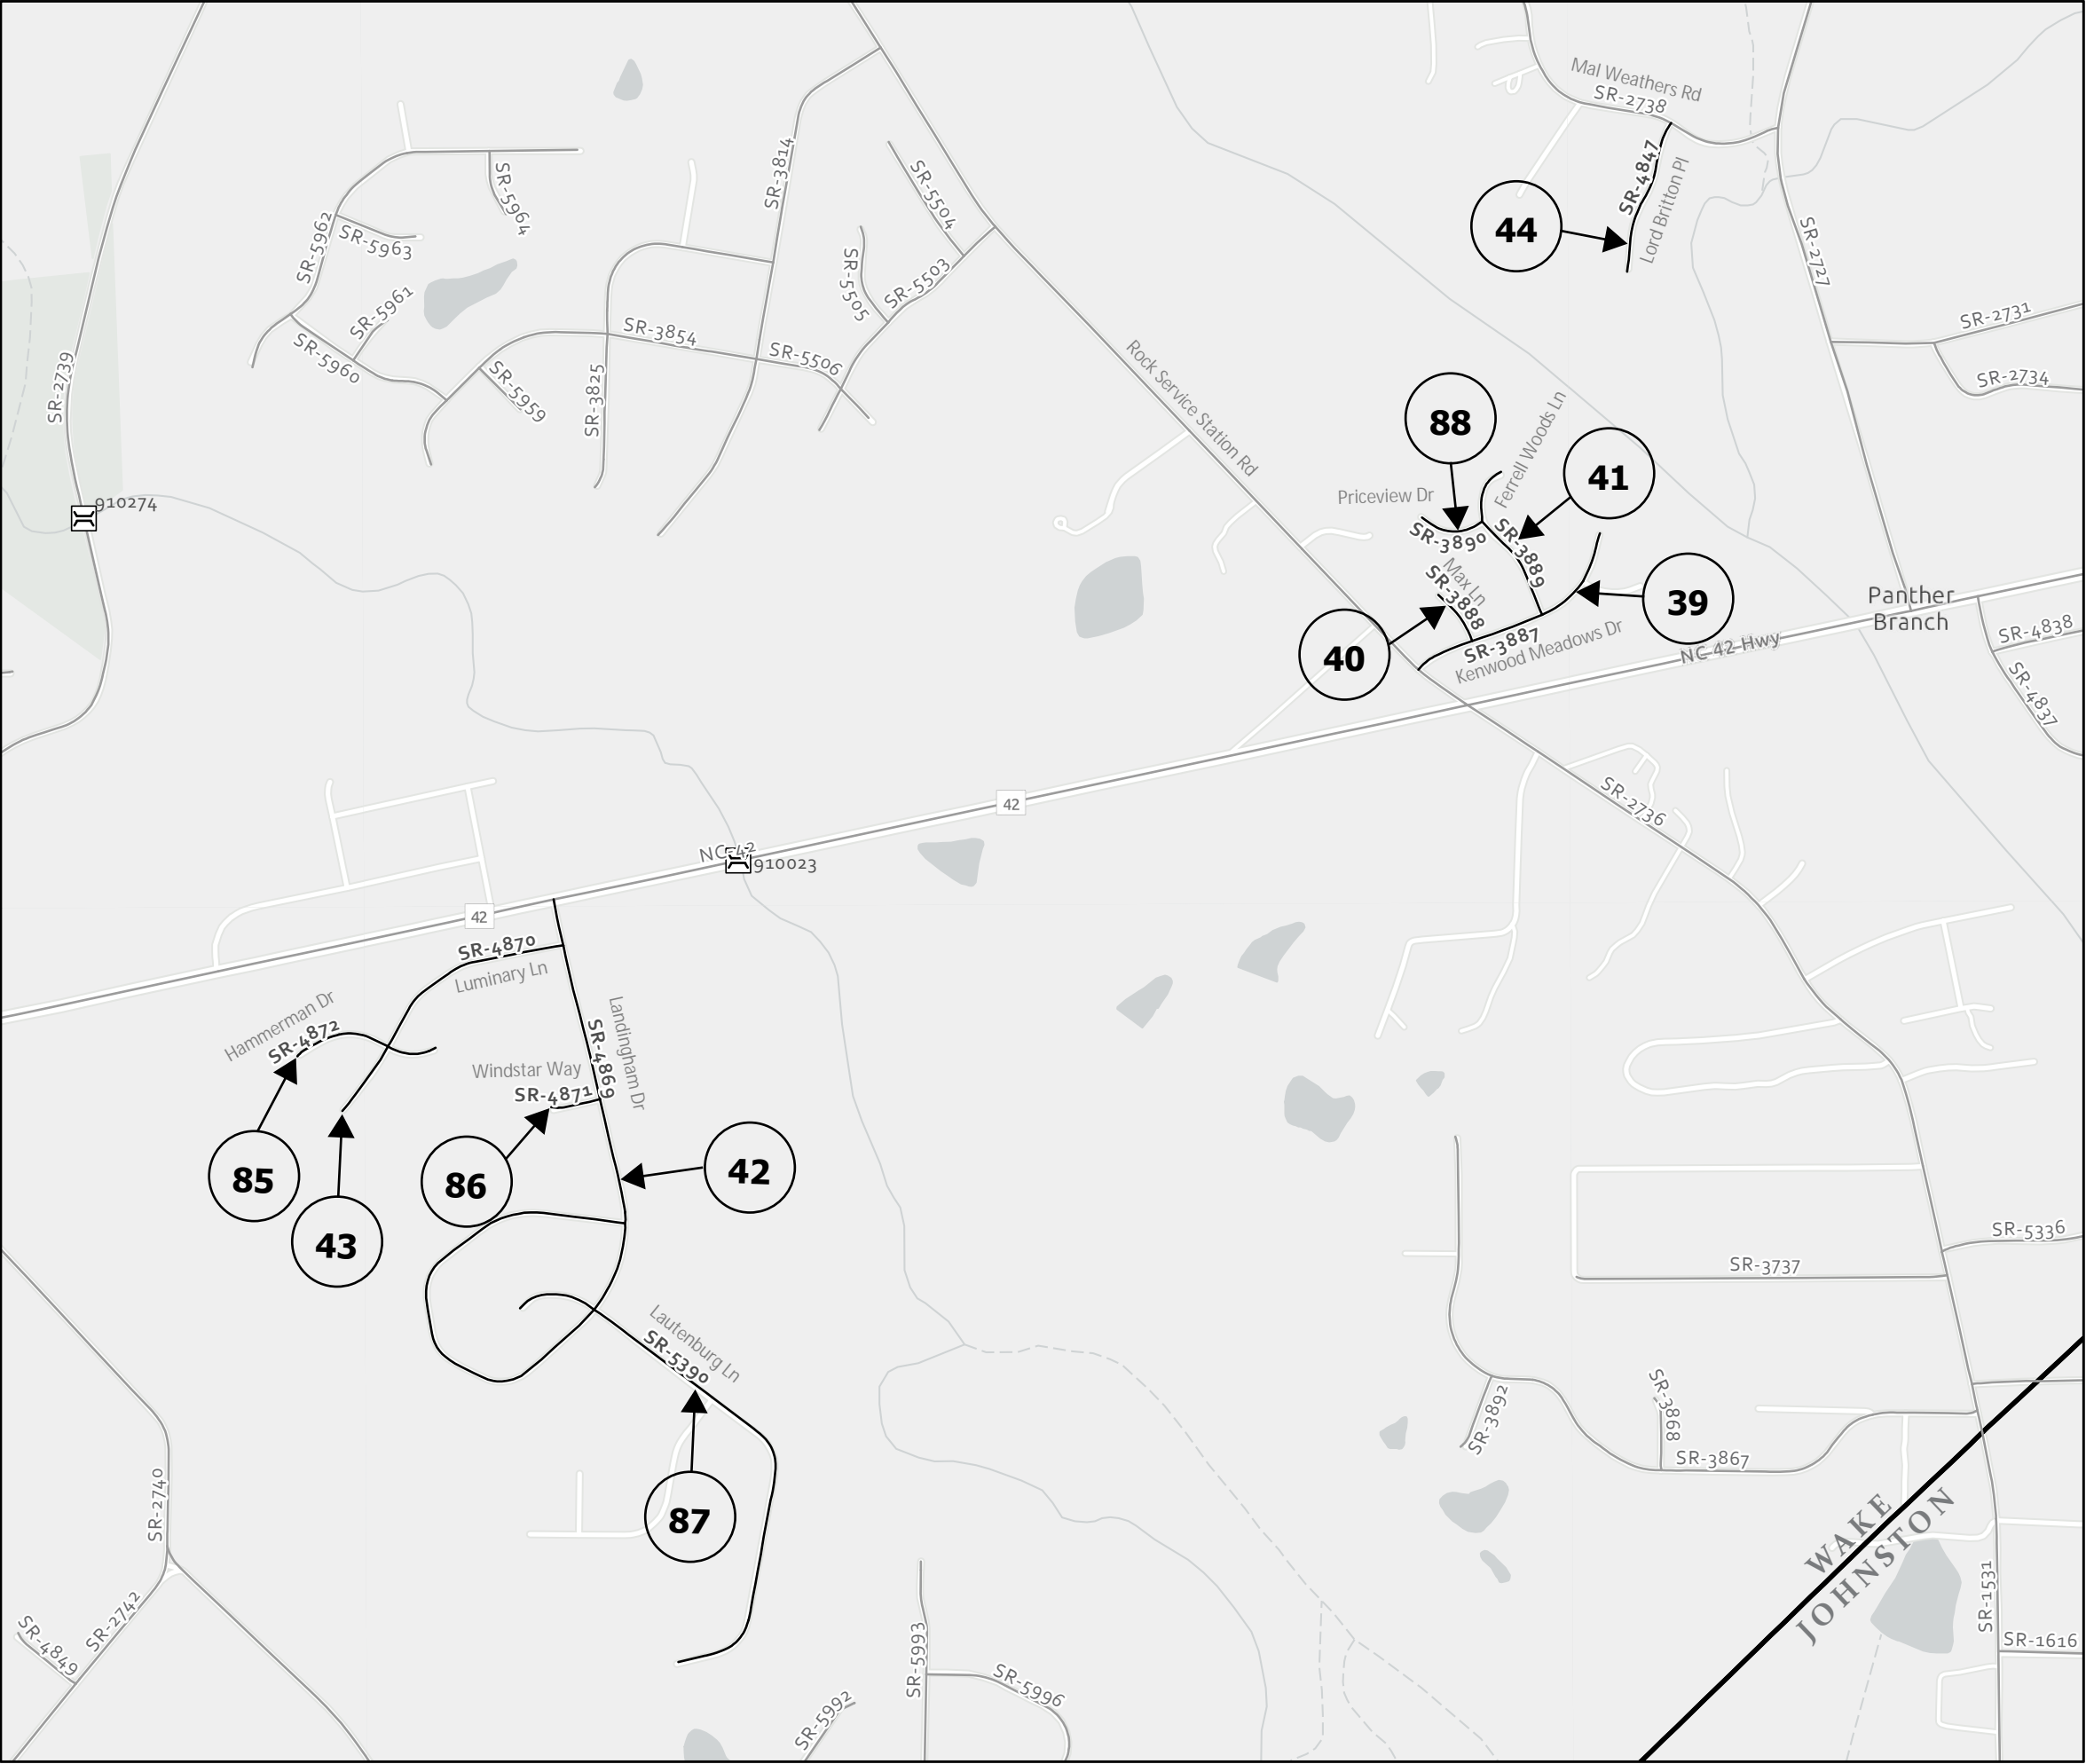 Mal Weathers Rd
SR-2738
SR-4847
Lord Britton Pl
44
SR-2727
SR-2731
SR-2734
SR-3814
SR-5964
SR-5962
SR-5963
SR-5961
SR-5960
SR-5959
SR-3854
SR-3825
SR-5506
SR-5504
SR-5505
SR-5503
SR-2739
910274
Rock Service Station Rd
88
Ferrell Woods Ln
41
Priceview Dr
SR-3890
SR-3889
Max Ln
SR-3888
39
40
SR-3887
Kenwood Meadows Dr
NC 42 Hwy
Panther
Branch
SR-4838
SR-4837
SR-2736
42
NC-42
910023
42
SR-4870
Luminary Ln
Hammerman Dr
SR-4872
Landingham Dr
SR-4869
Windstar Way
SR-4871
85
43
86
42
Lautenburg Ln
SR-5390
87
SR-5336
SR-3737
SR-3892
SR-3868
SR-3867
WAKE
JOHNSTON
SR-1531
SR-1616
SR-2740
SR-2742
SR-4849
SR-5993
SR-5996
SR-5992